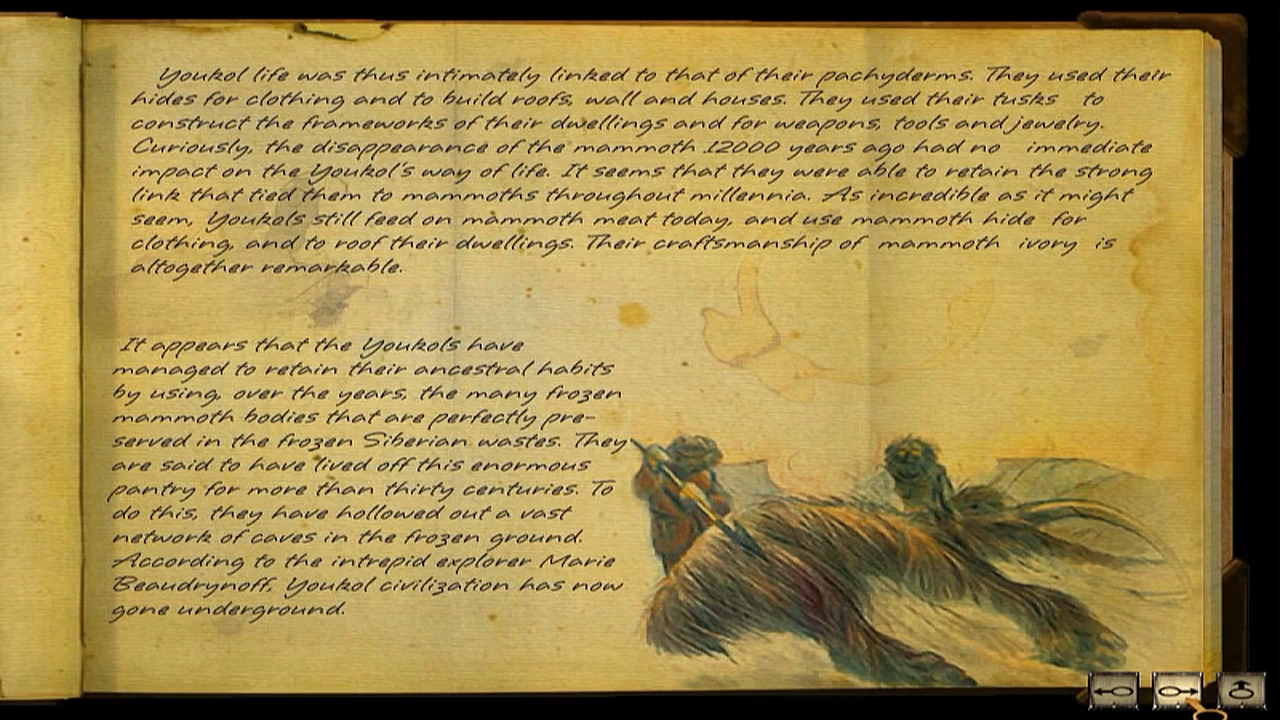 Youkol life was thus intimately linked to that of their pachyderms. They used their
hides for clothing and to build roofs, wall and houses. They used their tusks to
construct the frameworks of their dwellings and for weapons, tools and jewelry.
Curiously, the disappearance of the mammoth 12000 years ago had no immediate
impact on the Youkol's way of life. It seems that they were able to retain the strong
link that tied them to mammoths throughout millennia. As incredible as it might
seem, Youkols still feed on mammoth meat today, and use mammoth hide for
clothing, and to roof their dwellings. Their craftsmanship of mammoth ivory is
altogether remarkable.
It appears that the Youkols have
managed to retain their ancestral habits
by using, over the years, the many frozen
mammoth bodies that are perfectly pre-
served in the frozen Siberian wastes. They
are said to have lived off this enormous
pantry for more than thirty centuries. To
do this, they have hollowed out a vast
network of caves in the frozen ground.
According to the intrepid explorer Marie
Beaudrynoff, Youkol civilization has now
gone underground.